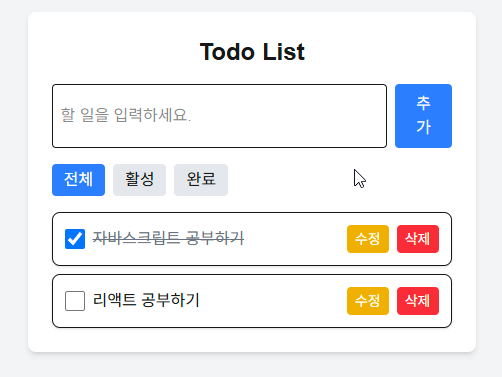 Todo List
할 일을 입력하세요.
추
가
전체 활성 완료
자바스크립트 공부하기 수정 삭제
리액트 공부하기 수정 삭제